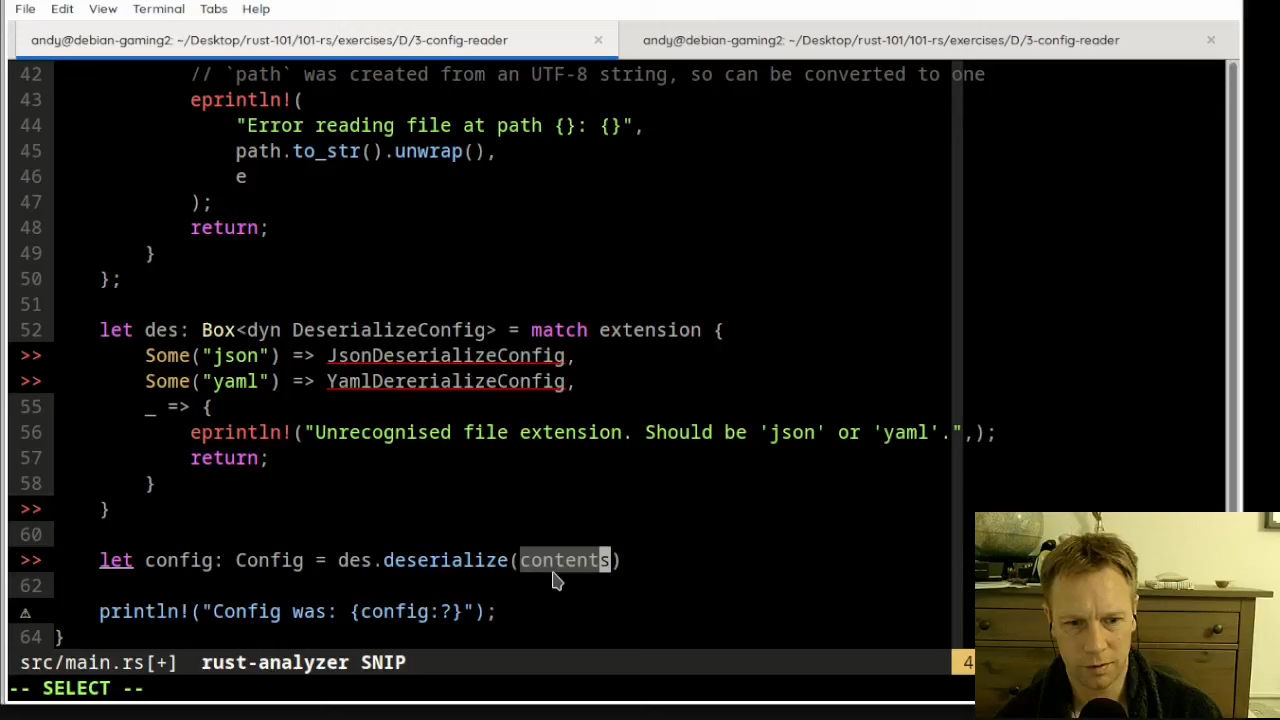 File Edit View Terminal Tabs Help
andy@debian-gaming2: ~/Desktop/rust-101/101-rs/exercises/D/3-config-reader × andy@debian-gaming2: ~/Desktop/rust-101/101-rs/exercises/D/3-config-reader ×
42 // `path` was created from an UTF-8 string, so can be converted to one
43 eprintln!(
44 "Error reading file at path {}: {}",
45 path.to_str().unwrap(),
46 e
47 );
48 return;
49 }
50 };
51
52 let des: Box<dyn DeserializeConfig> = match extension {
>> Some("json") => JsonDeserializeConfig,
>> Some("yaml") => YamlDererializeConfig,
55 _ => {
56 eprintln!("Unrecognised file extension. Should be 'json' or 'yaml'.",);
57 return;
58 }
>> }
60
>> let config: Config = des.deserialize(contents)
62
⚠ println!("Config was: {config:?}");
64 }
src/main.rs[+] rust-analyzer SNIP 4
-- SELECT --